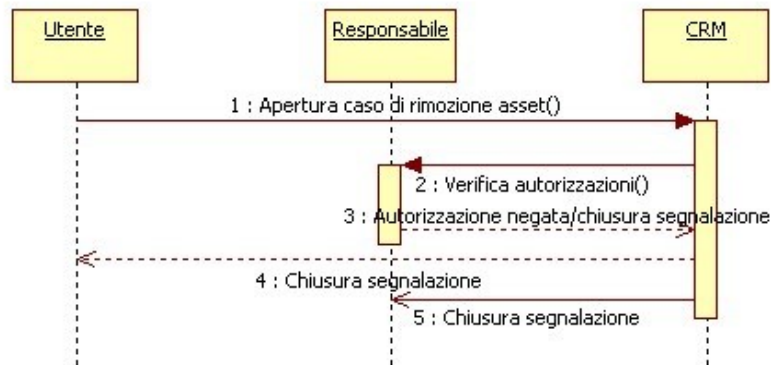 Utente
Responsabile
CRM
1 : Apertura caso di rimozione asset()
2 : Verifica autorizzazioni()
3 : Autorizzazione negata/chiusura segnalazione
4 : Chiusura segnalazione
5 : Chiusura segnalazione